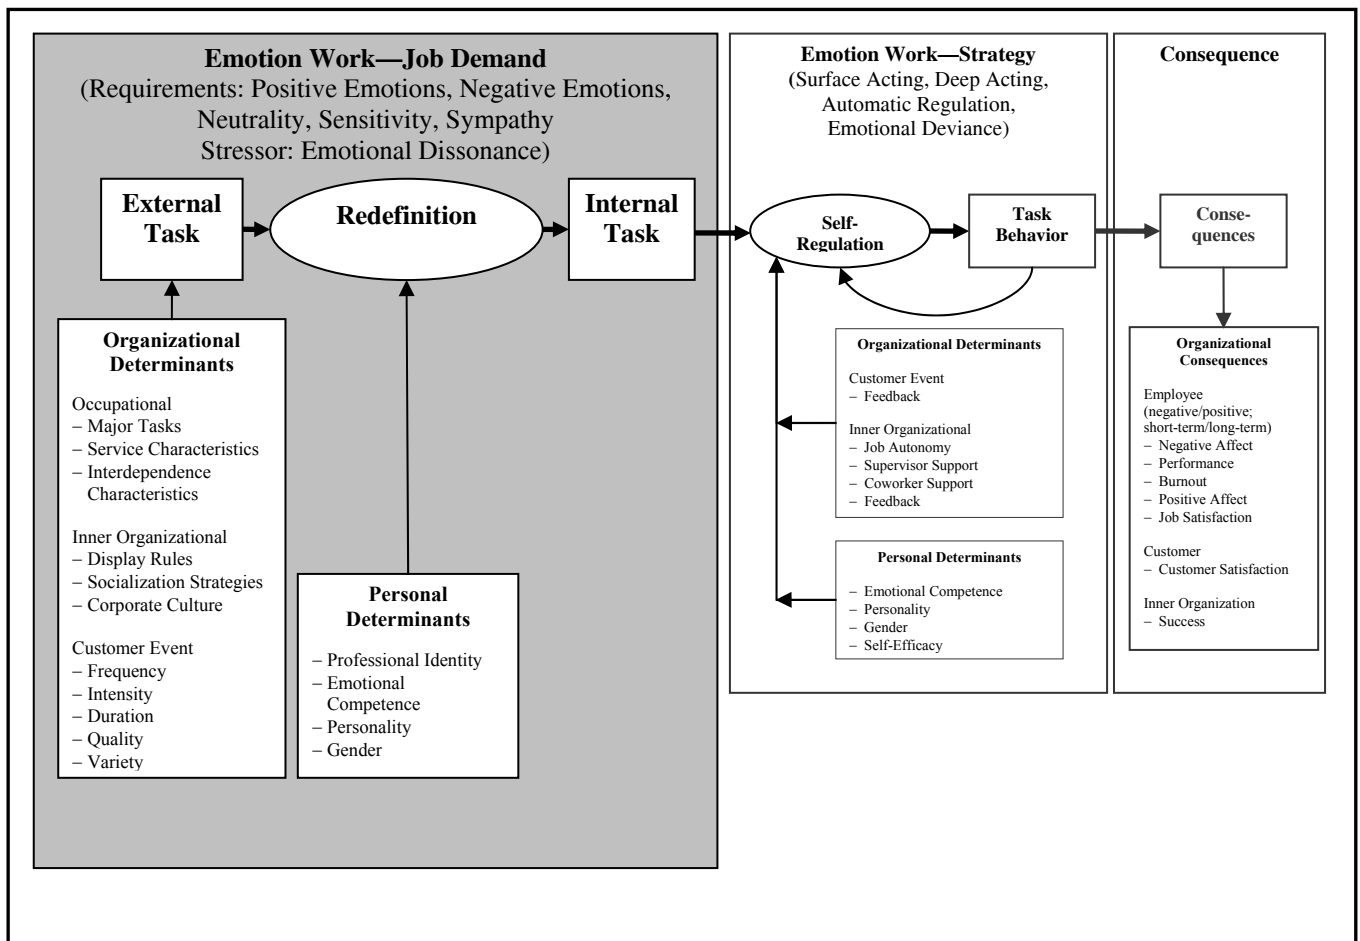 Emotion Work—Job Demand
(Requirements: Positive Emotions, Negative Emotions,
Neutrality, Sensitivity, Sympathy
Stressor: Emotional Dissonance)
External
Task
Redefinition
Internal
Task
Organizational
Determinants
Occupational
– Major Tasks
– Service Characteristics
– Interdependence
Characteristics
Inner Organizational
– Display Rules
– Socialization Strategies
– Corporate Culture
Customer Event
– Frequency
– Intensity
– Duration
– Quality
– Variety
Personal
Determinants
– Professional Identity
– Emotional
Competence
– Personality
– Gender
Emotion Work—Strategy
(Surface Acting, Deep Acting,
Automatic Regulation,
Emotional Deviance)
Self-
Regulation
Task
Behavior
Organizational Determinants
Customer Event
– Feedback
Inner Organizational
– Job Autonomy
– Supervisor Support
– Coworker Support
– Feedback
Personal Determinants
– Emotional Competence
– Personality
– Gender
– Self-Efficacy
Consequence
Conse-
quences
Organizational
Consequences
Employee
(negative/positive;
short-term/long-term)
– Negative Affect
– Performance
– Burnout
– Positive Affect
– Job Satisfaction
Customer
– Customer Satisfaction
Inner Organization
– Success